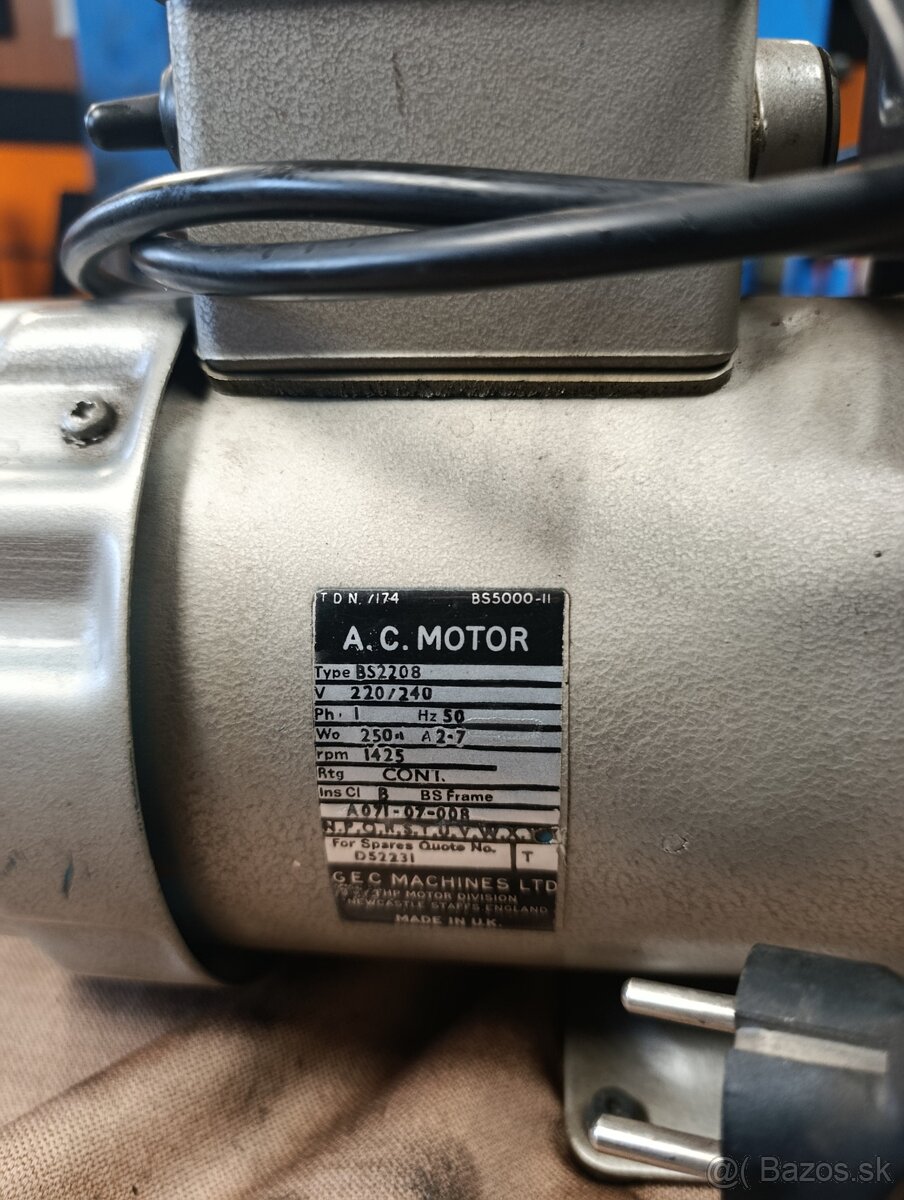 T D N. /174 BS5000-11
A.C. MOTOR
Type BS2208
V 220/240
Ph. 1 Hz 50
Wo 250 A 2·7
rpm 1425
Rtg CONT.
Ins Cl B BS Frame
A071-07-008
N.P.Q.R.S.T.U.V.W.X.Y
For Spares Quote No. T
D52231
G.E.C MACHINES LTD
FHP MOTOR DIVISION
NEWCASTLE STAFFS ENGLAND
MADE IN U.K.
@( Bazos.sk